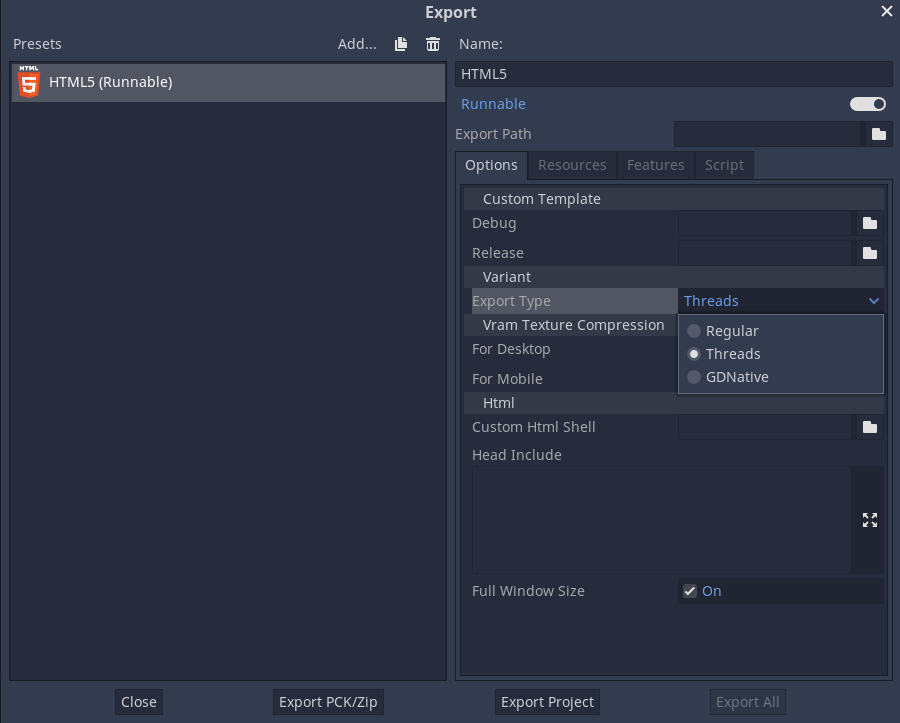 Export
Presets
Add...
HTML
5
HTML5 (Runnable)
Name:
HTML5
Runnable
Export Path
Options Resources Features Script
Custom Template
Debug
Release
Variant
Export Type Threads
Regular
Threads
GDNative
Vram Texture Compression
For Desktop
For Mobile
Html
Custom Html Shell
Head Include
Full Window Size On
Close Export PCK/Zip Export Project Export All